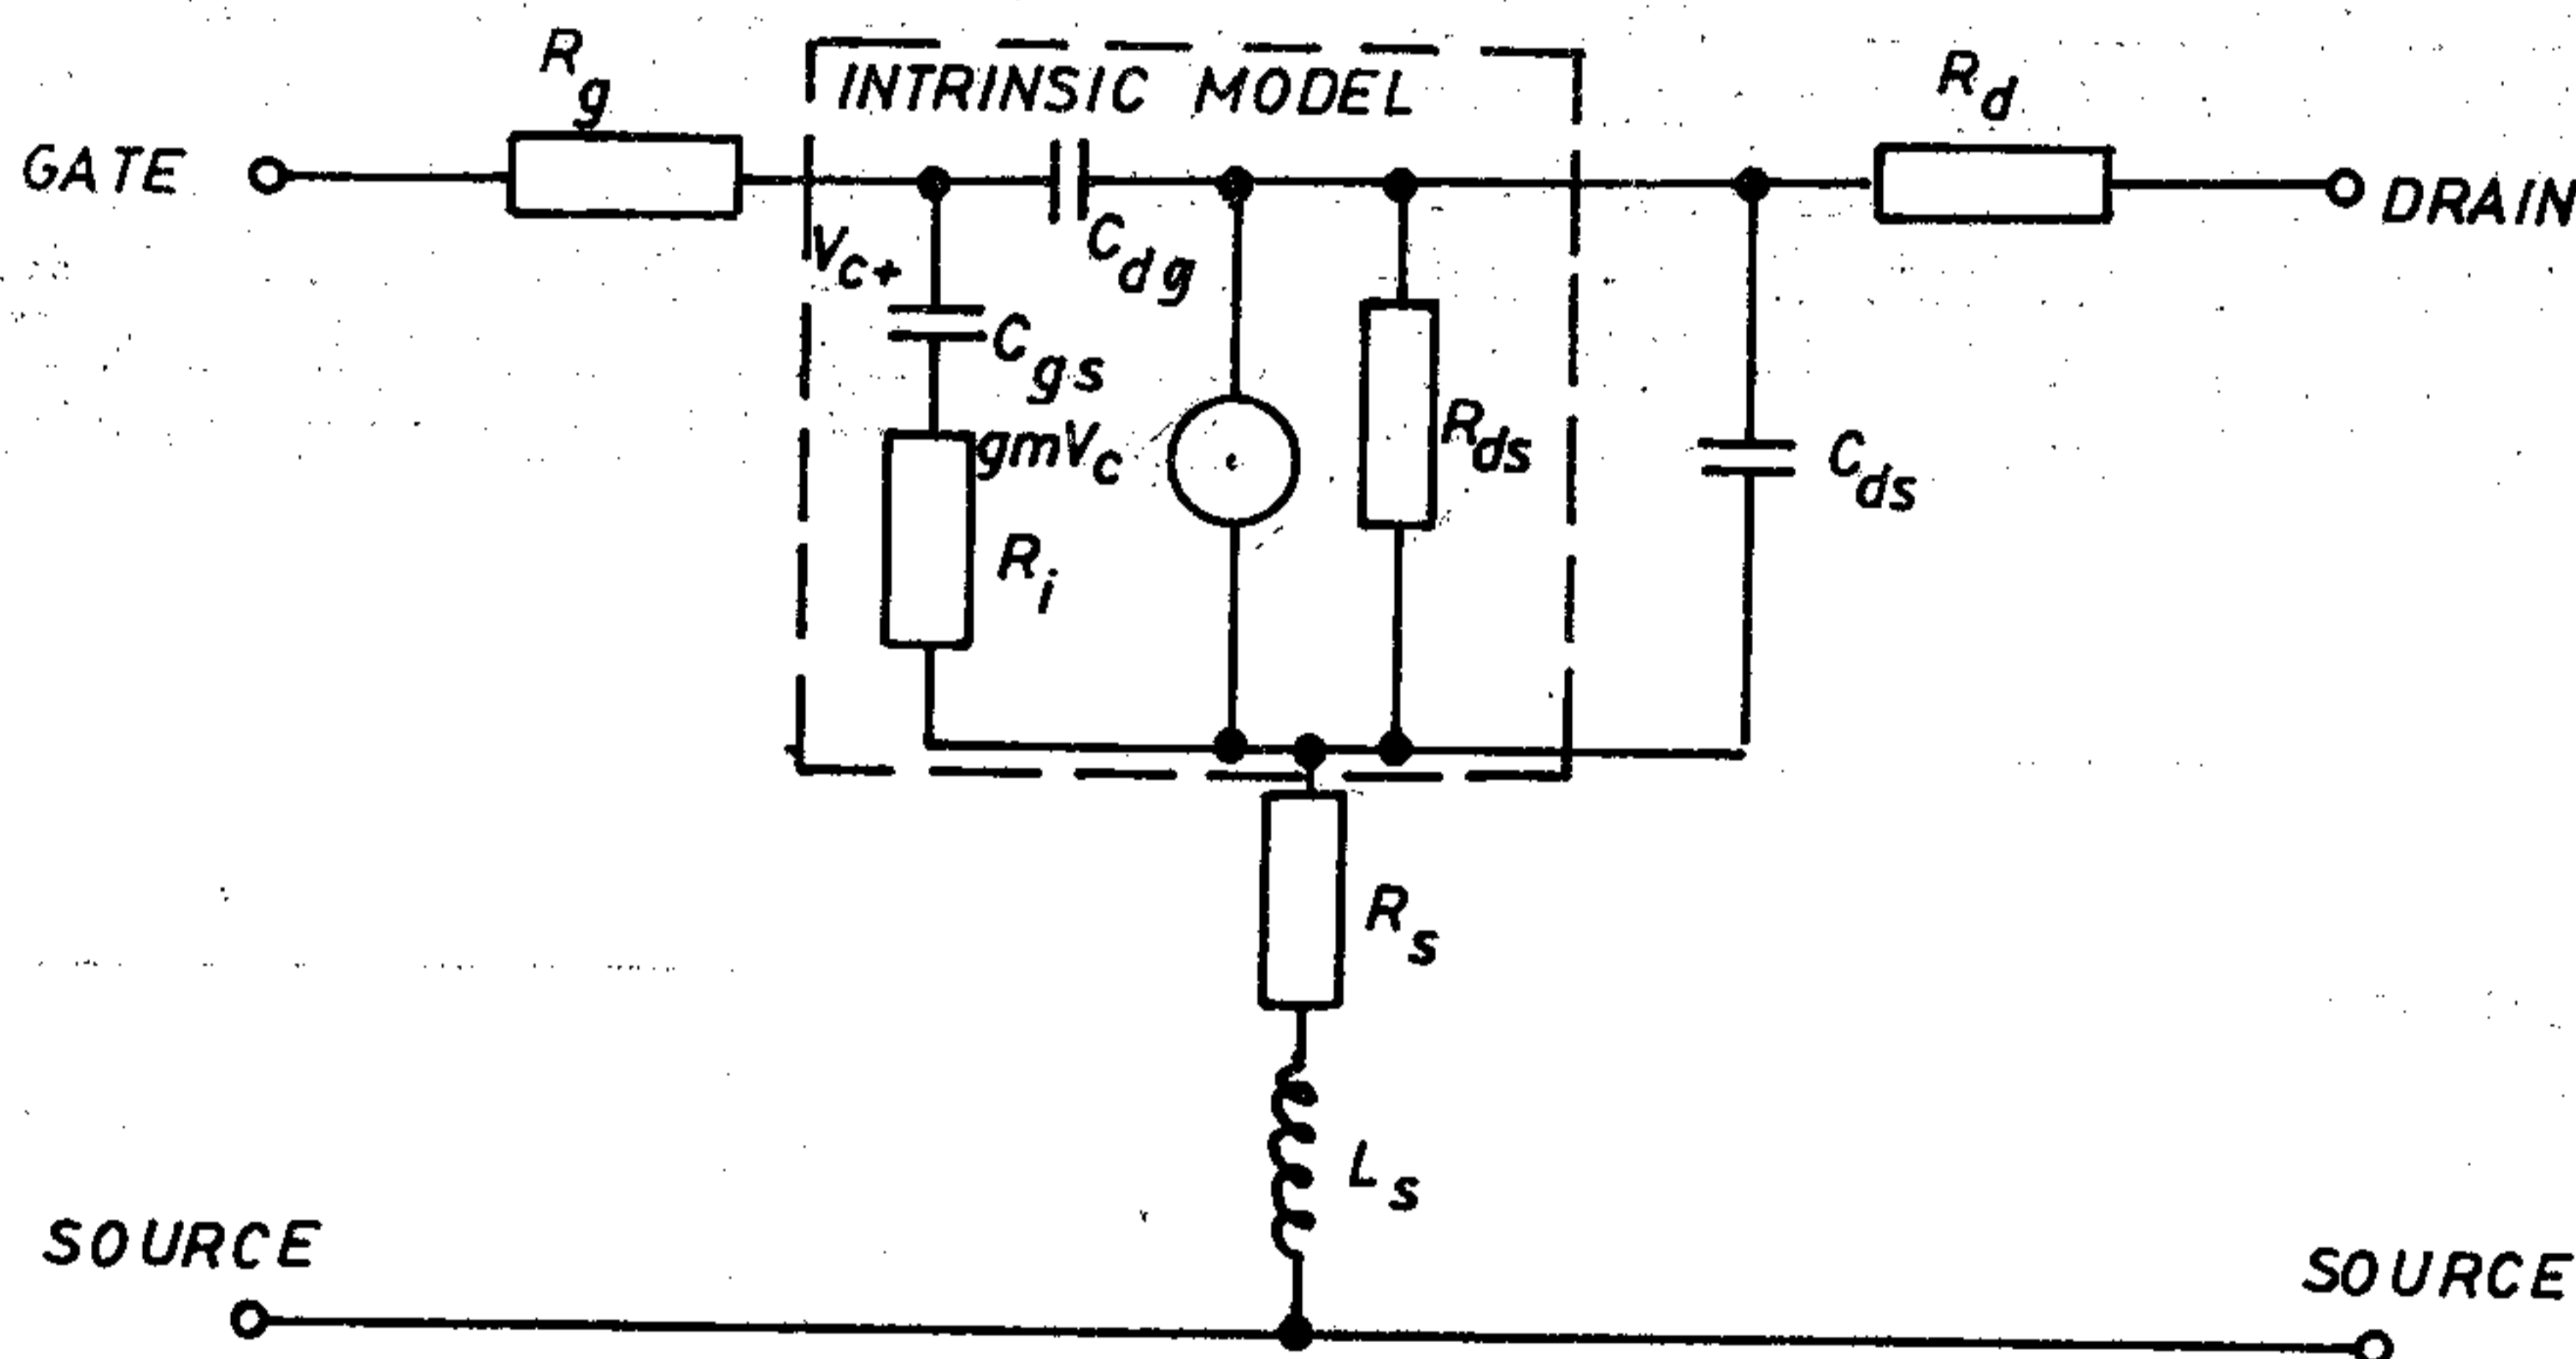 Rg
INTRINSIC MODEL
Rd
GATE
DRAIN
Vc+
Cdg
Cgs
gmVc
Rds
Cds
Ri
Rs
Ls
SOURCE
SOURCE